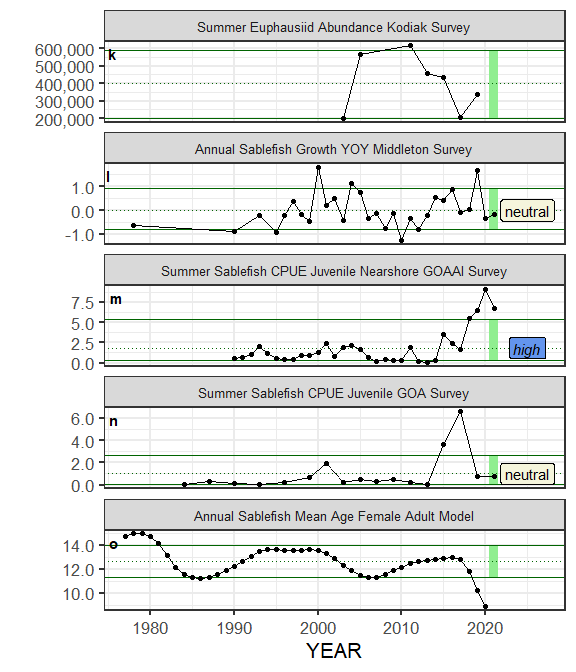 Summer Euphausiid Abundance Kodiak Survey
k
600,000
500,000
400,000
300,000
200,000
Annual Sablefish Growth YOY Middleton Survey
l
1.0
0.0
-1.0
neutral
Summer Sablefish CPUE Juvenile Nearshore GOAAI Survey
m
7.5
5.0
2.5
0.0
high
Summer Sablefish CPUE Juvenile GOA Survey
n
6.0
4.0
2.0
0.0
neutral
Annual Sablefish Mean Age Female Adult Model
o
14.0
12.0
10.0
1980 1990 2000 2010 2020
YEAR